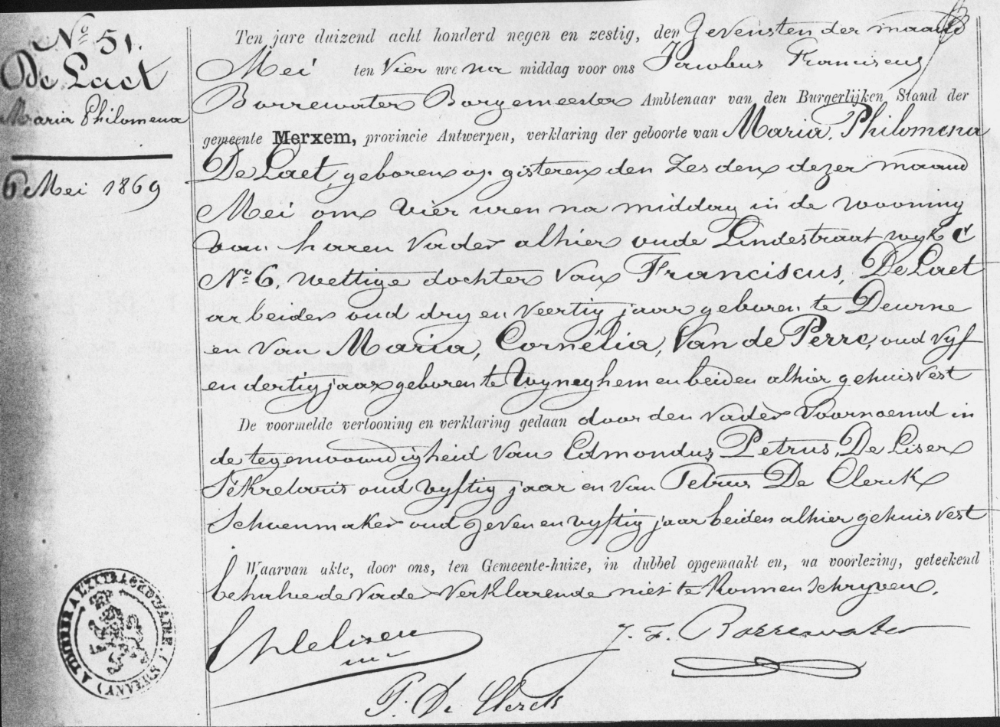 N° 51.
De Laet
Maria Philomena
6 Mei 1869
Ten jare duizend acht honderd negen en zestig, den Zevensten der maand
Mei ten Vier ure na middag voor ons Jacobus Franciscus
Borrewater Borgemeester Ambtenaar van den Burgerlijken Stand der
gemeente Merxem, provincie Antwerpen, verklaring der geboorte van Maria, Philomena
De Laet, geboren op gisteren den zesden dezer maand
Mei om vier uren na middag in de wooning
van haren Vader alhier oude Lindestraat wyk C
N° 6, wettige dochter van Franciscus, De Laet
arbeider oud dry en veertig jaar geboren te Deurne
en van Maria, Cornélia, Van de Perre, oud vyf
en dertig jaar geboren te Wyneghem en beiden alhier gehuisvest
De voormelde vertooning en verklaring gedaan door den Vader Voornoemd in
de tegenwoordigheid van Edmondus, Petrus, De Liser
Sekretaris oud vyftig jaar en van Petrus De Clerck
Schoenmaker oud zeven en vyftig jaar beiden alhier gehuisvest
Waarvan akte, door ons, ten Gemeente-huize, in dubbel opgemaakt en, na voorlezing, geteekend
behalve de Vader Verklarende niet te konnen schryven.
J. F. Borrewater
P. De Clerck